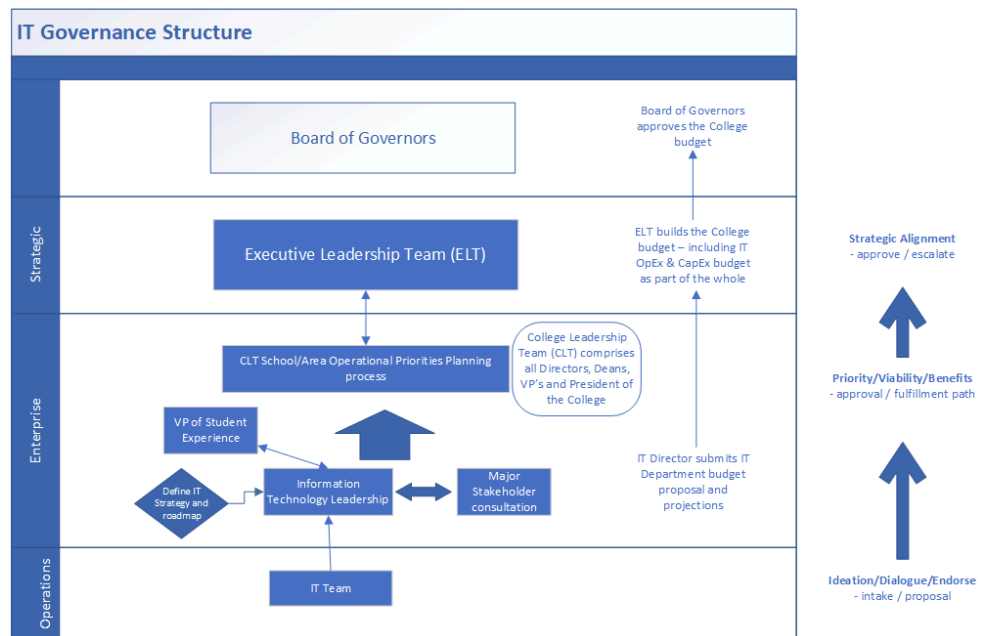 IT Governance Structure
Board of Governors
Board of Governors
approves the College
budget
Strategic
Executive Leadership Team (ELT)
ELT builds the College
budget – including IT
OpEx & CapEx budget
as part of the whole
Strategic Alignment
- approve / escalate
Enterprise
CLT School/Area Operational Priorities Planning
process
College Leadership
Team (CLT) comprises
all Directors, Deans,
VP's and President of
the College
Priority/Viability/Benefits
- approval / fulfillment path
VP of Student
Experience
Define IT
Strategy and
roadmap
Information
Technology Leadership
Major
Stakeholder
consultation
IT Director submits IT
Department budget
proposal and
projections
Operations
IT Team
Ideation/Dialogue/Endorse
- intake / proposal